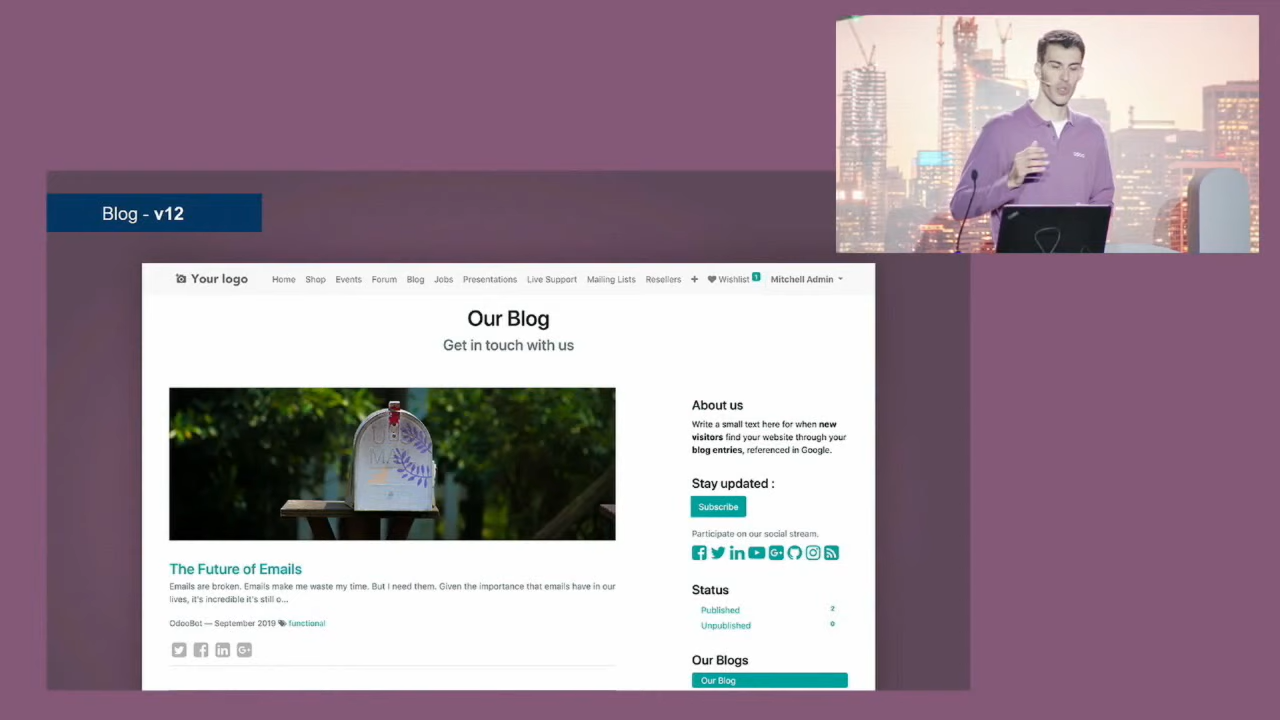 Blog - v12
Your logo
Home Shop Events Forum Blog Jobs Presentations Live Support Mailing Lists Resellers + Wishlist 1 Mitchell Admin
Our Blog
Get in touch with us
The Future of Emails
Emails are broken. Emails make me waste my time. But I need them. Given the importance that emails have in our
lives, it's incredible it's still o...
OdooBot — September 2019 functional
About us
Write a small text here for when new
visitors find your website through your
blog entries, referenced in Google.
Stay updated :
Subscribe
Participate on our social stream.
Status
Published 2
Unpublished 0
Our Blogs
Our Blog